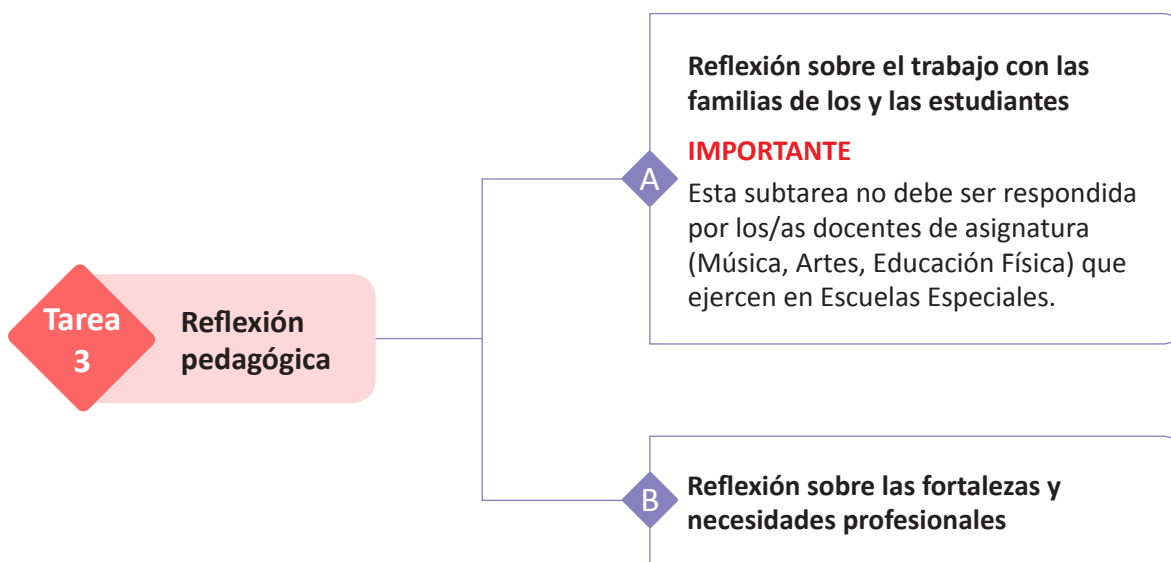 Tarea
3
Reflexión
pedagógica
A
Reflexión sobre el trabajo con las
familias de los y las estudiantes
IMPORTANTE
Esta subtarea no debe ser respondida
por los/as docentes de asignatura
(Música, Artes, Educación Física) que
ejercen en Escuelas Especiales.
B
Reflexión sobre las fortalezas y
necesidades profesionales